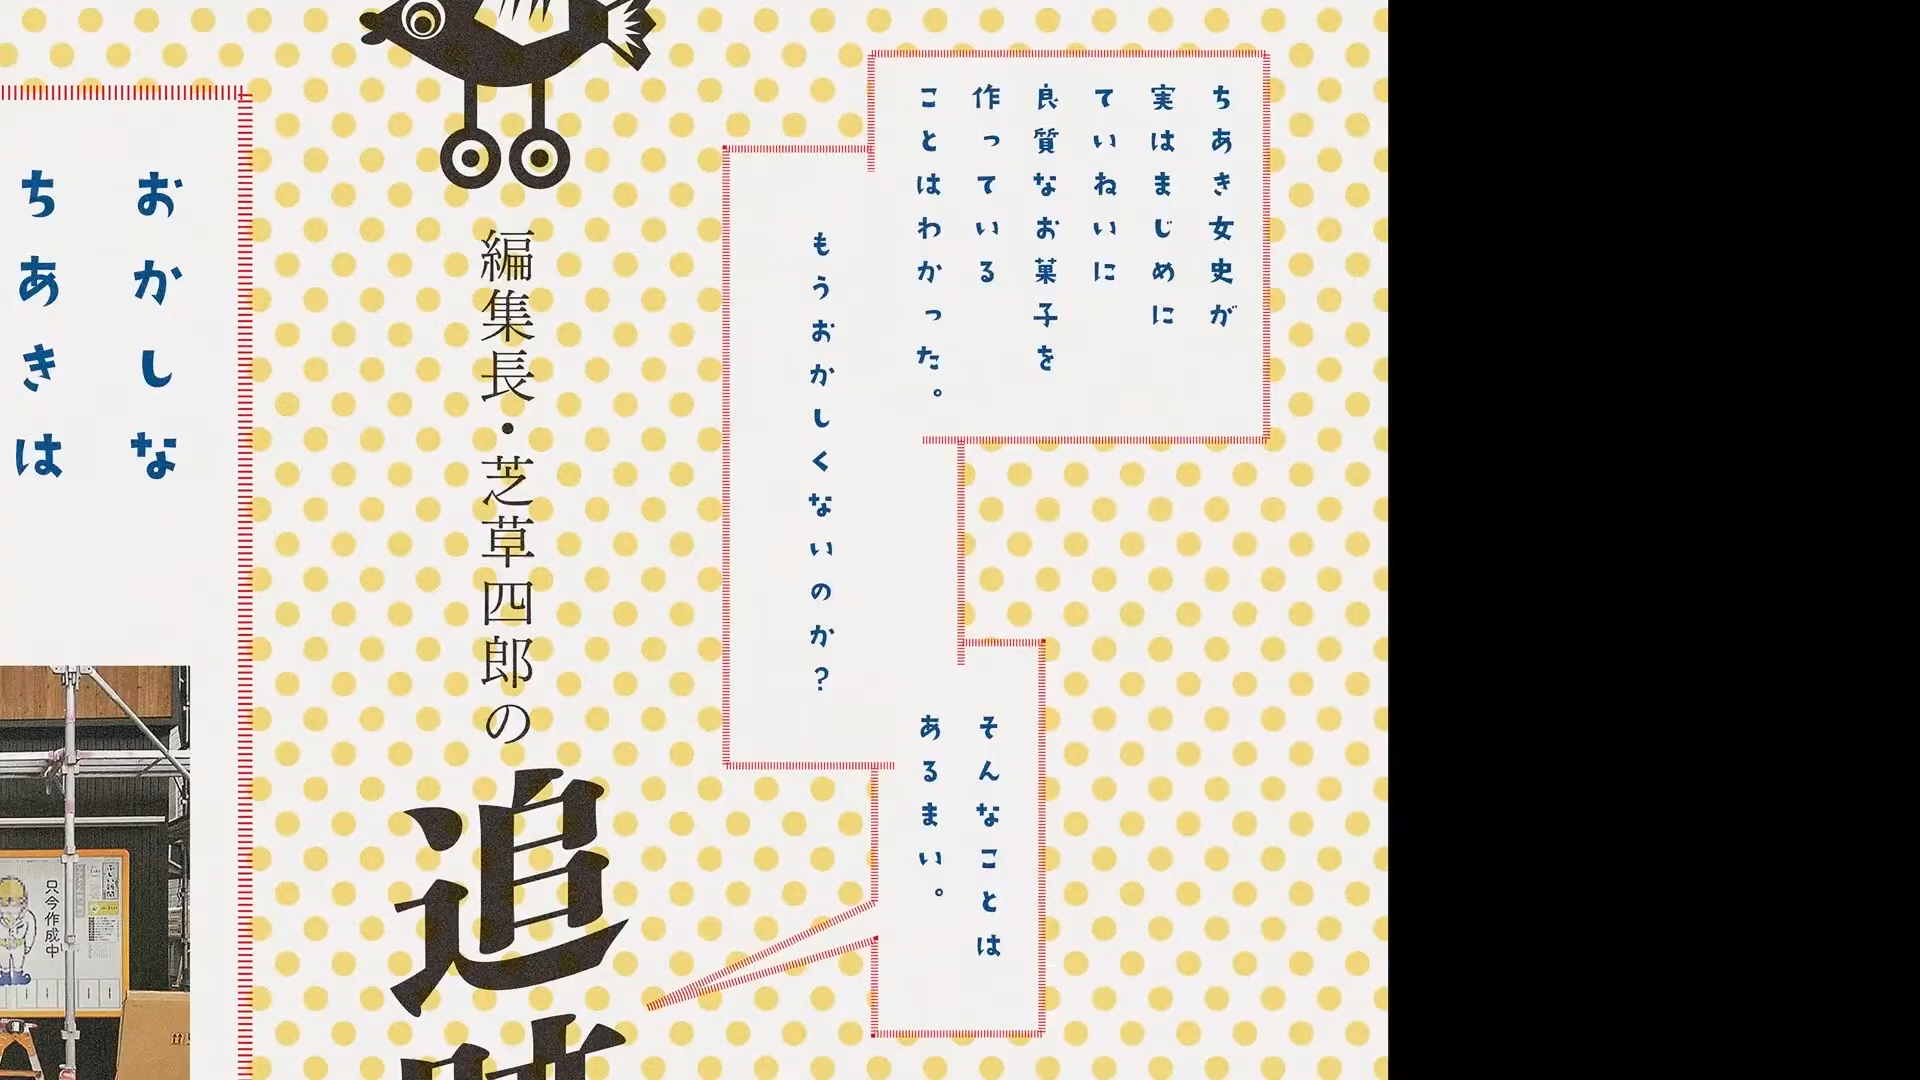 ちあき女史が
実はまじめに
ていねいに
良質なお菓子を
作っている
ことはわかった。
もうおかしくないのか?
そんなことは
あるまい。
編集長・芝草四郎の
追
おかしな
ちあきは
只今作成中